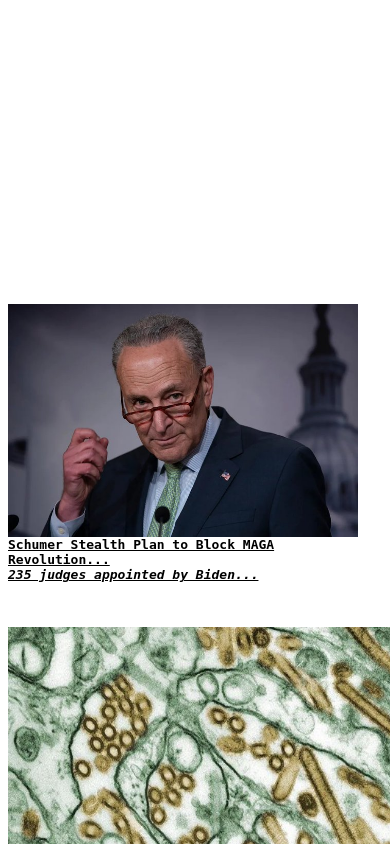 Schumer Stealth Plan to Block MAGA
Revolution...
235 judges appointed by Biden...